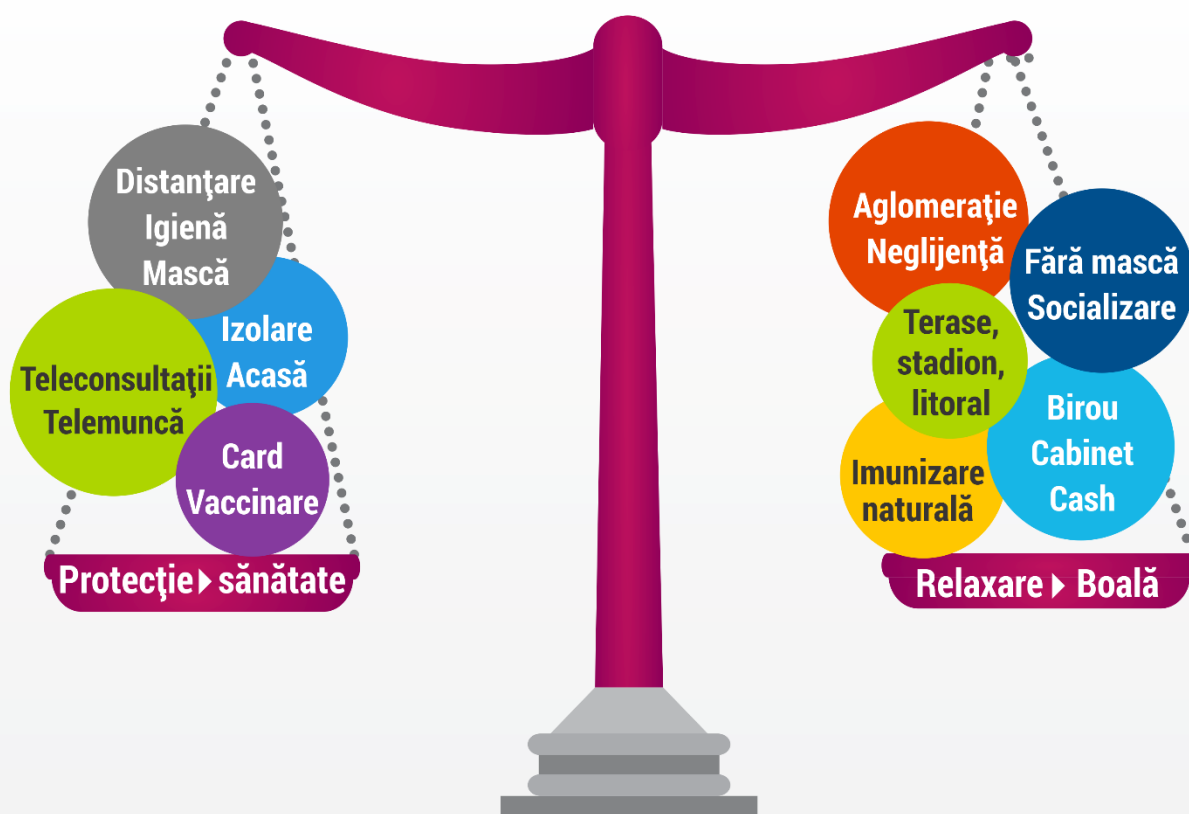 Distanţare
Igienă
Mască
Izolare
Acasă
Teleconsultaţii
Telemuncă
Card
Vaccinare
Protecţie▸sănătate
Aglomeraţie
Neglijenţă
Fără mască
Socializare
Terase,
stadion,
litoral
Birou
Cabinet
Cash
Imunizare
naturală
Relaxare ▸ Boală